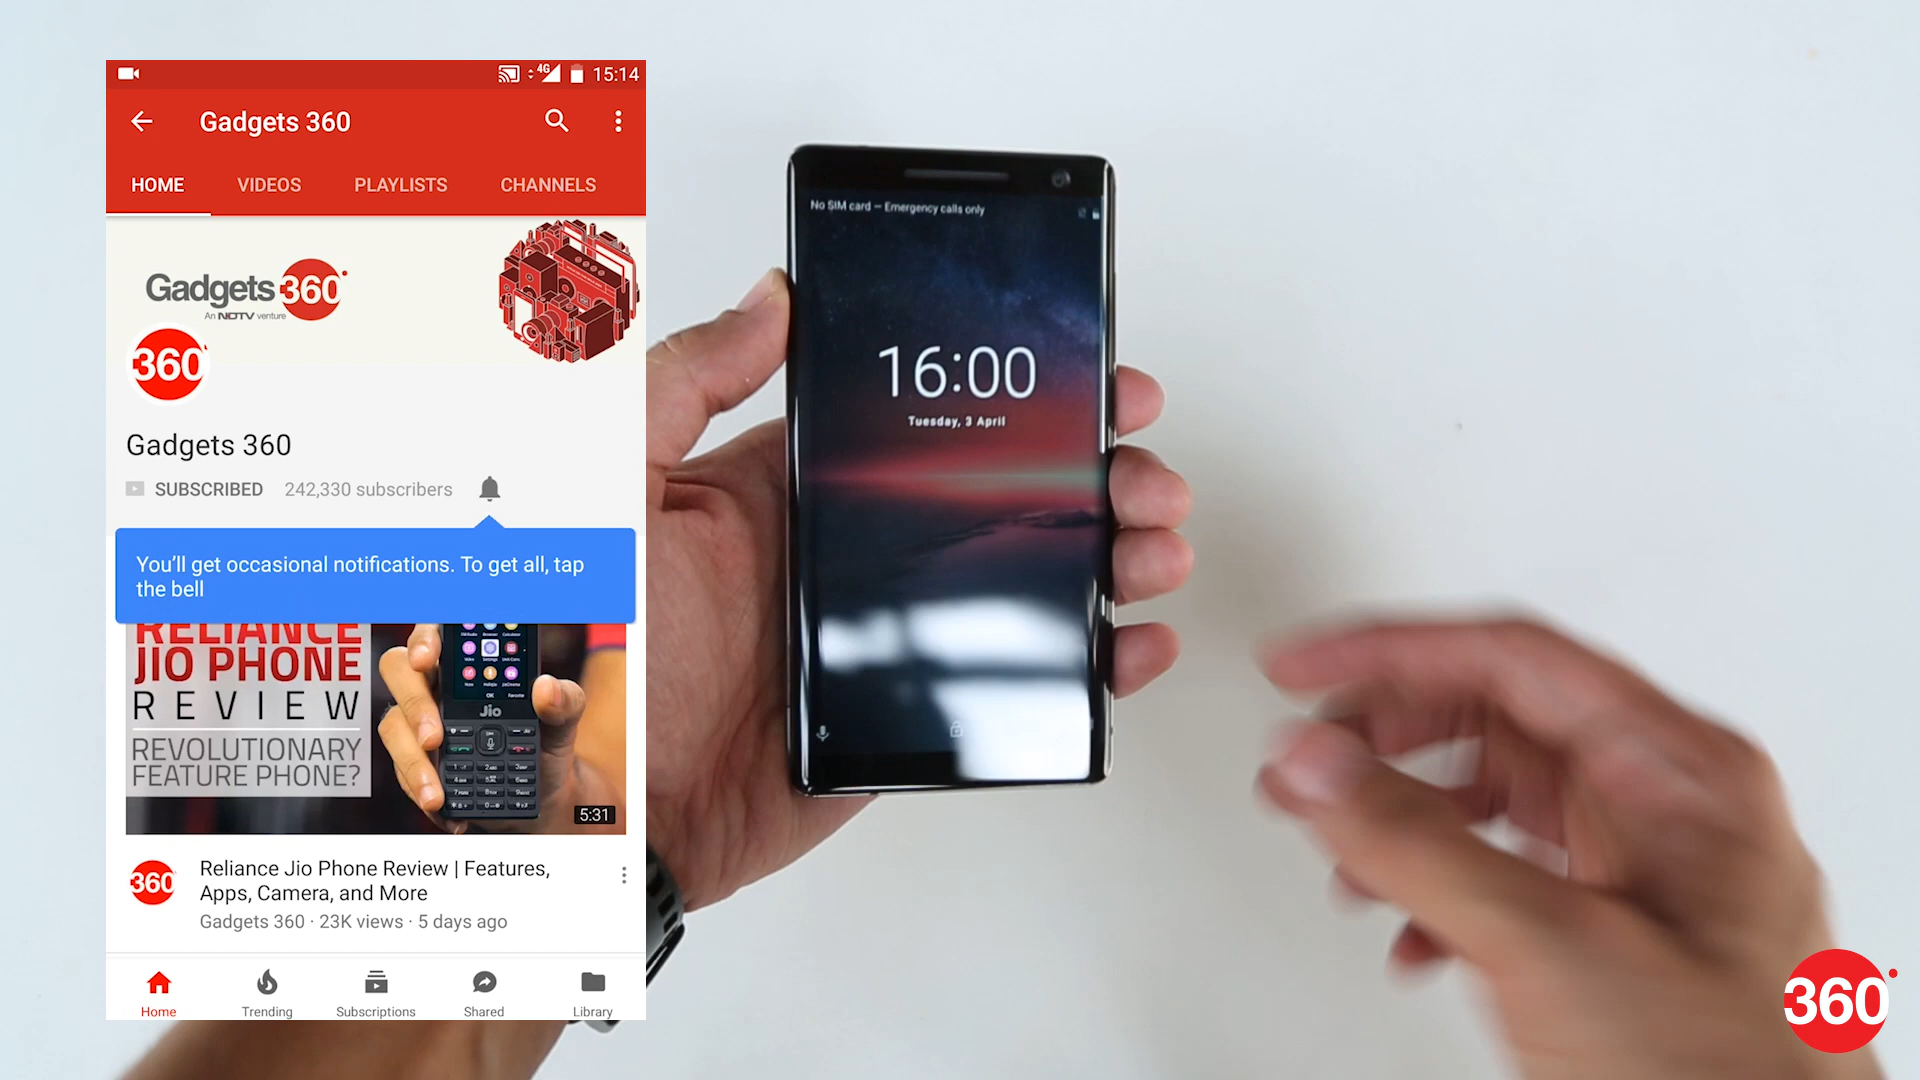 4G 15:14
Gadgets 360
HOME VIDEOS PLAYLISTS CHANNELS
Gadgets 360
An NDTV venture
360
Gadgets 360
SUBSCRIBED 242,330 subscribers
You'll get occasional notifications. To get all, tap
the bell
RELIANCE
JIO PHONE
REVIEW
REVOLUTIONARY
FEATURE PHONE?
Jio
5:31
360
Reliance Jio Phone Review | Features,
Apps, Camera, and More
Gadgets 360 · 23K views · 5 days ago
Home Trending Subscriptions Shared Library
No SIM card – Emergency calls only
16:00
Tuesday, 3 April
360